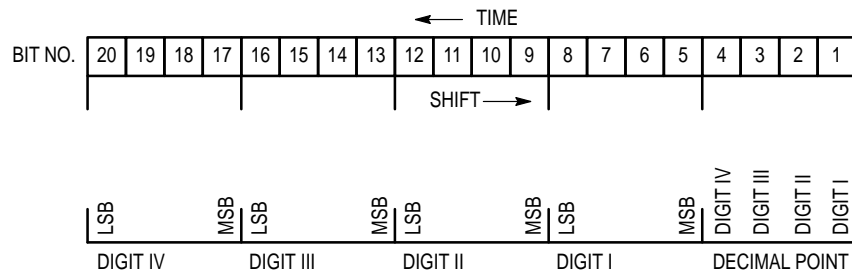 TIME
BIT NO. 20 19 18 17 16 15 14 13 12 11 10 9 8 7 6 5 4 3 2 1
SHIFT
LSB MSB LSB MSB LSB MSB LSB MSB DIGIT IV DIGIT III DIGIT II DIGIT I
DIGIT IV DIGIT III DIGIT II DIGIT I DECIMAL POINT